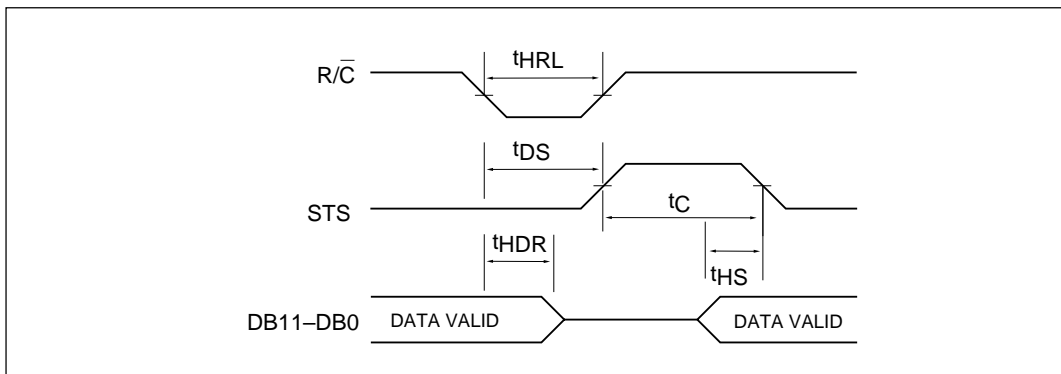 tHRL
R/C̅
tDS
tC
STS
tHDR
tHS
DB11–DB0
DATA VALID
DATA VALID